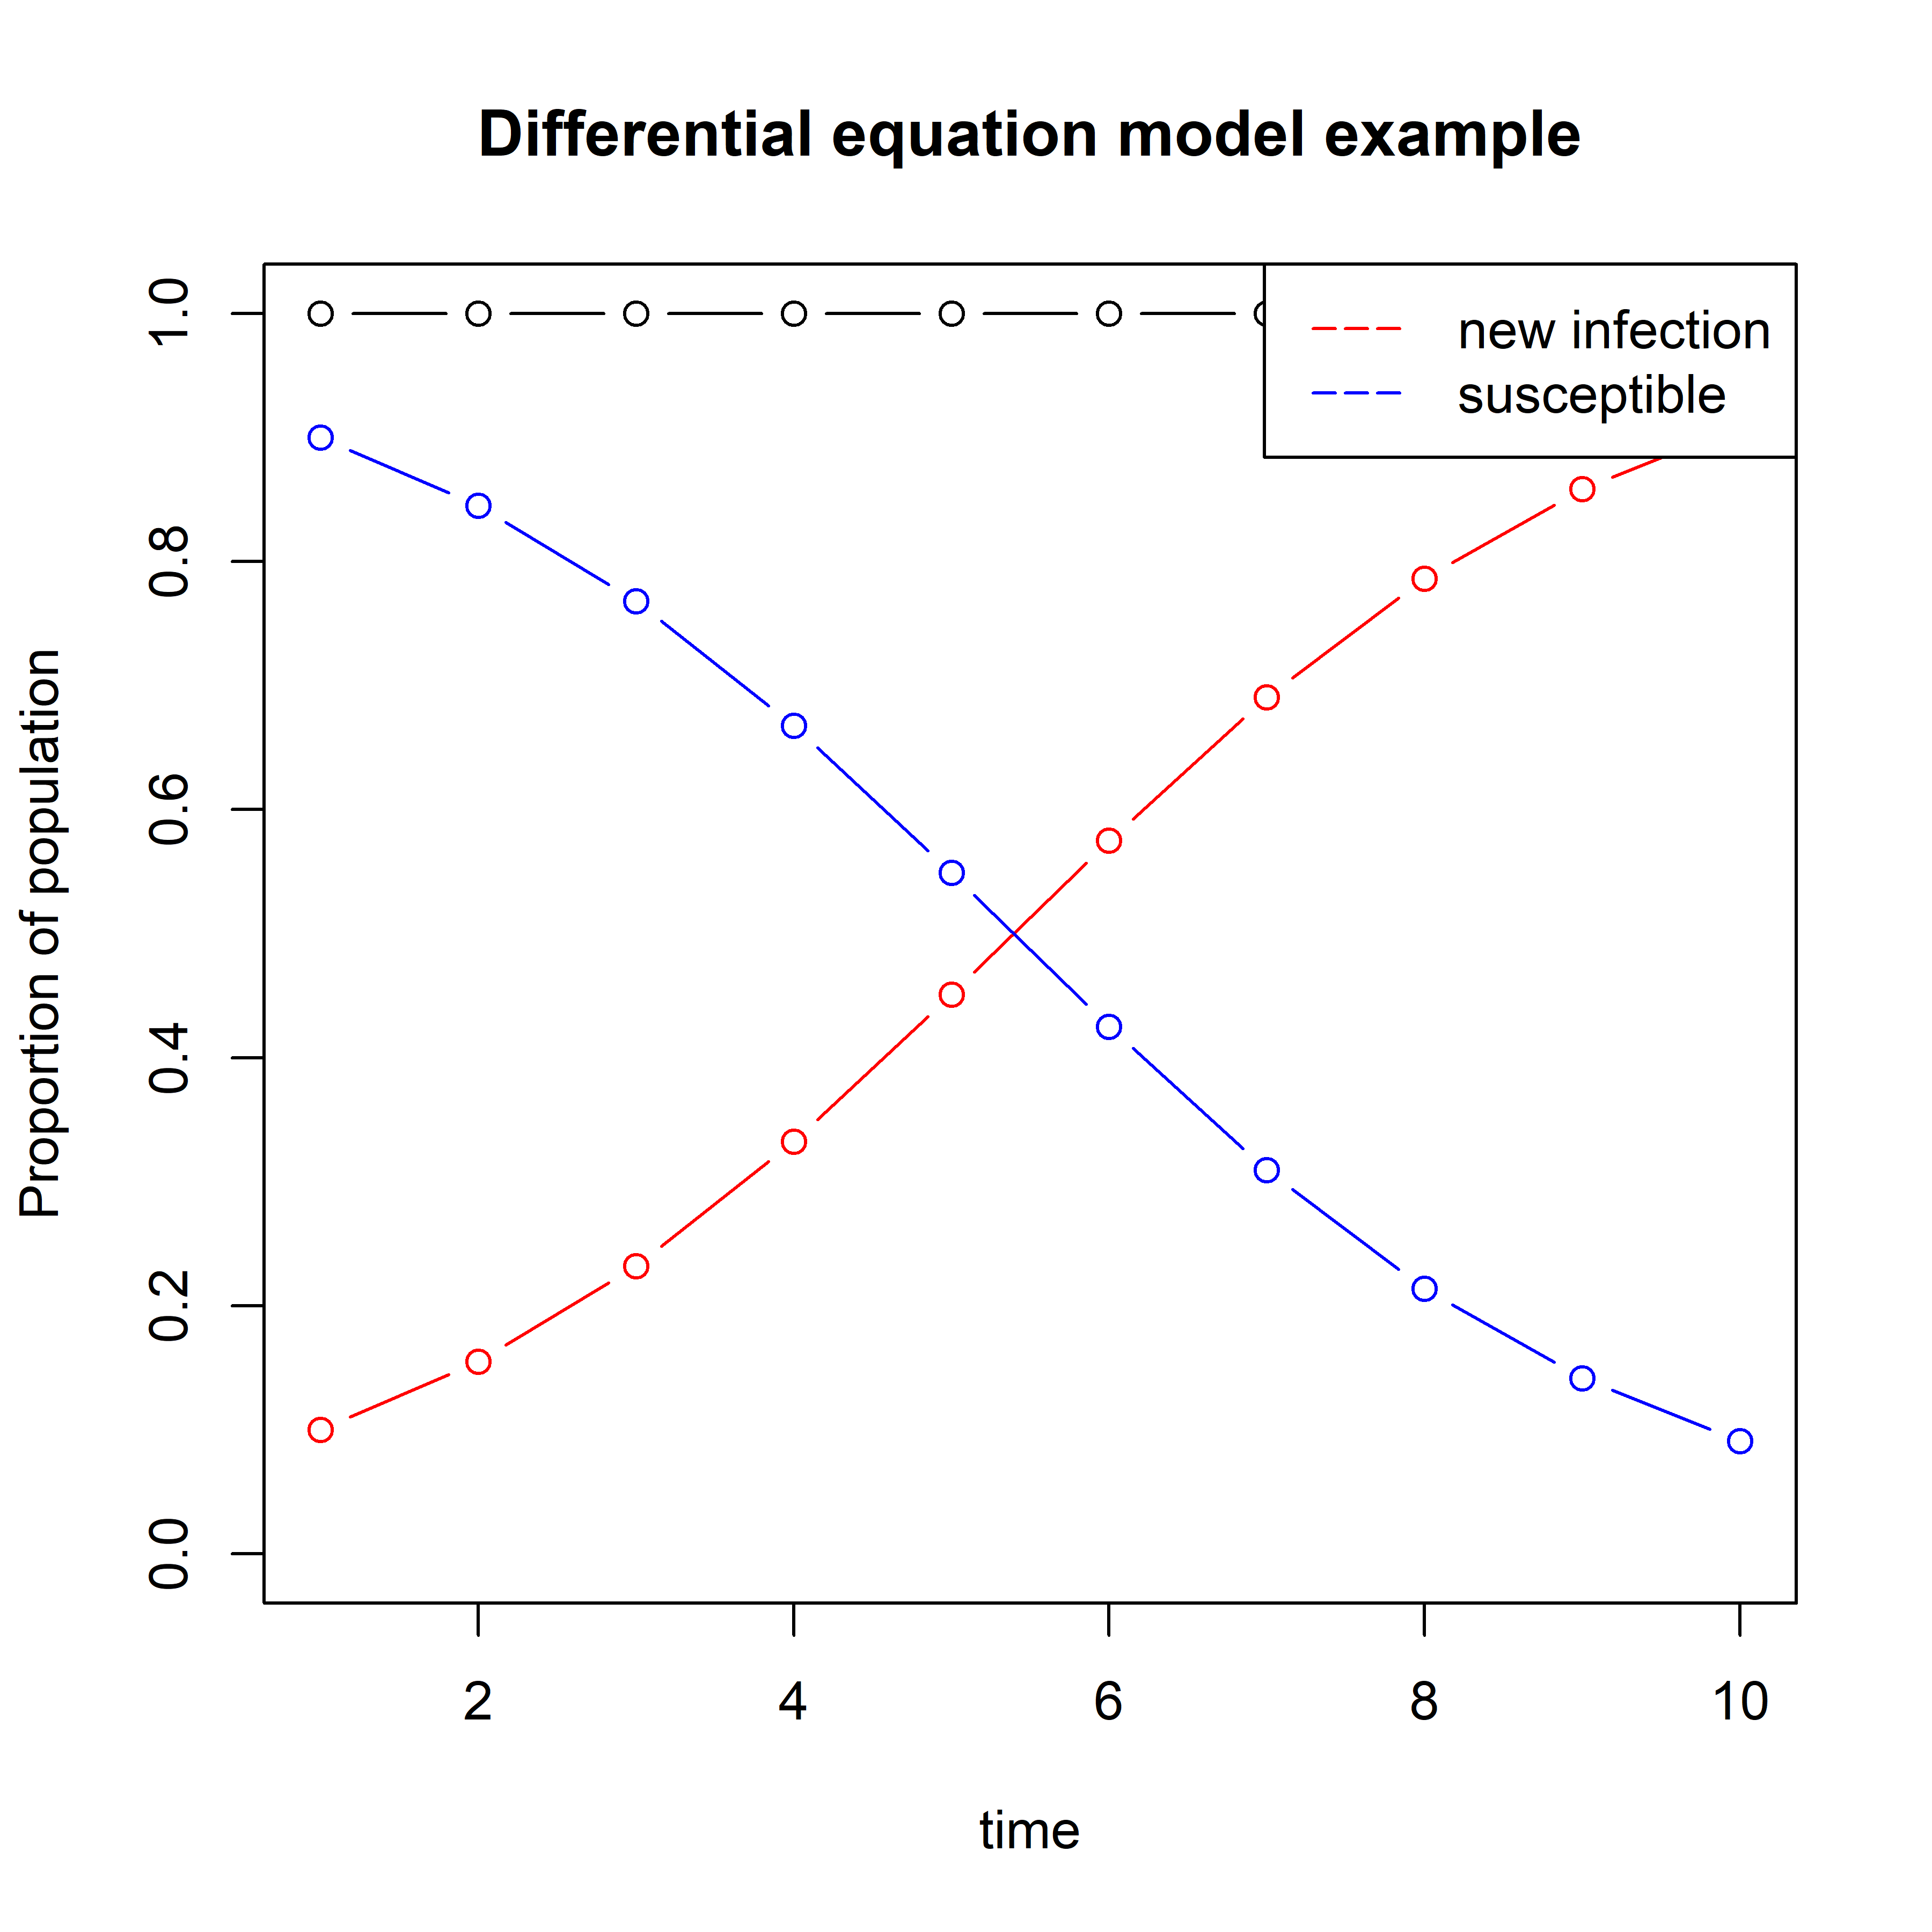 Differential equation model example
new infection
susceptible
Proportion of population
1.0
0.8
0.6
0.4
0.2
0.0
2 4 6 8 10
time